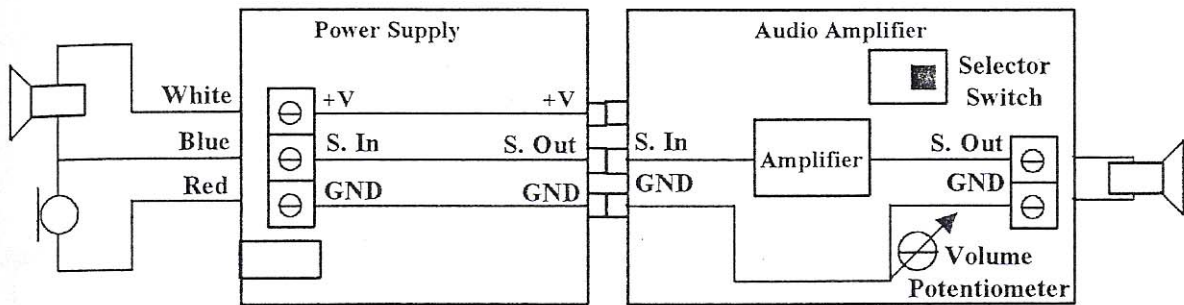 Power Supply
Audio Amplifier
Selector
Switch
White
+V
+V
Blue
S. In
S. Out
S. In
Amplifier
S. Out
Red
GND
GND
GND
GND
Volume
Potentiometer